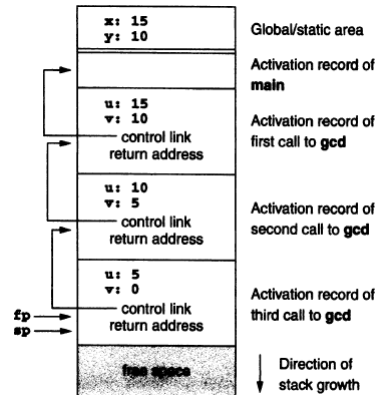 x: 15
y: 10
Global/static area
Activation record of
main
u: 15
v: 10
control link
return address
Activation record of
first call to gcd
u: 10
v: 5
control link
return address
Activation record of
second call to gcd
u: 5
v: 0
control link
return address
Activation record of
third call to gcd
fp
sp
free space
Direction of
stack growth